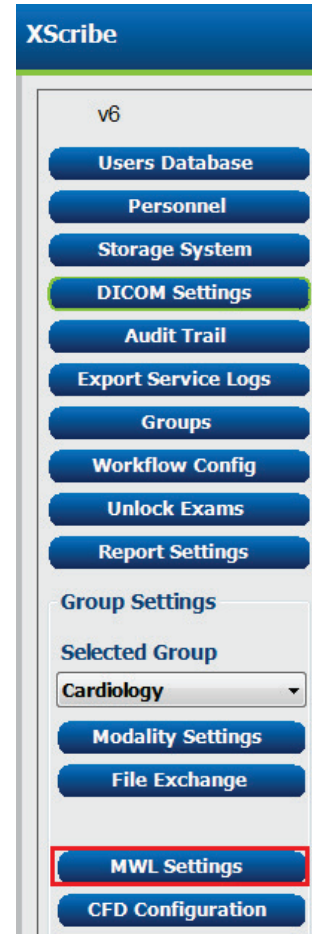 XScribe
v6
Users Database
Personnel
Storage System
DICOM Settings
Audit Trail
Export Service Logs
Groups
Workflow Config
Unlock Exams
Report Settings
Group Settings
Selected Group
Cardiology
Modality Settings
File Exchange
MWL Settings
CFD Configuration